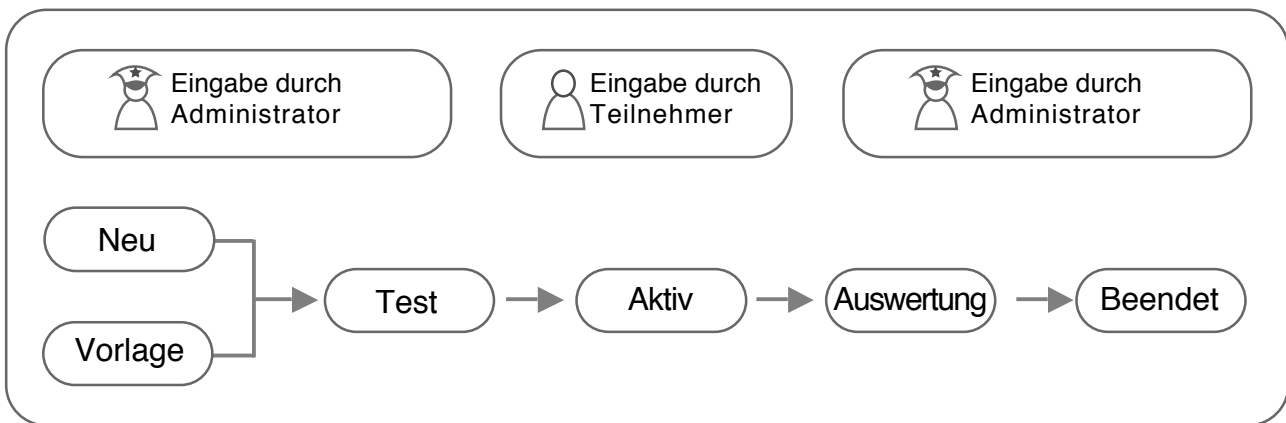 Eingabe durch
Administrator
Eingabe durch
Teilnehmer
Eingabe durch
Administrator
Neu
Vorlage
Test
Aktiv
Auswertung
Beendet